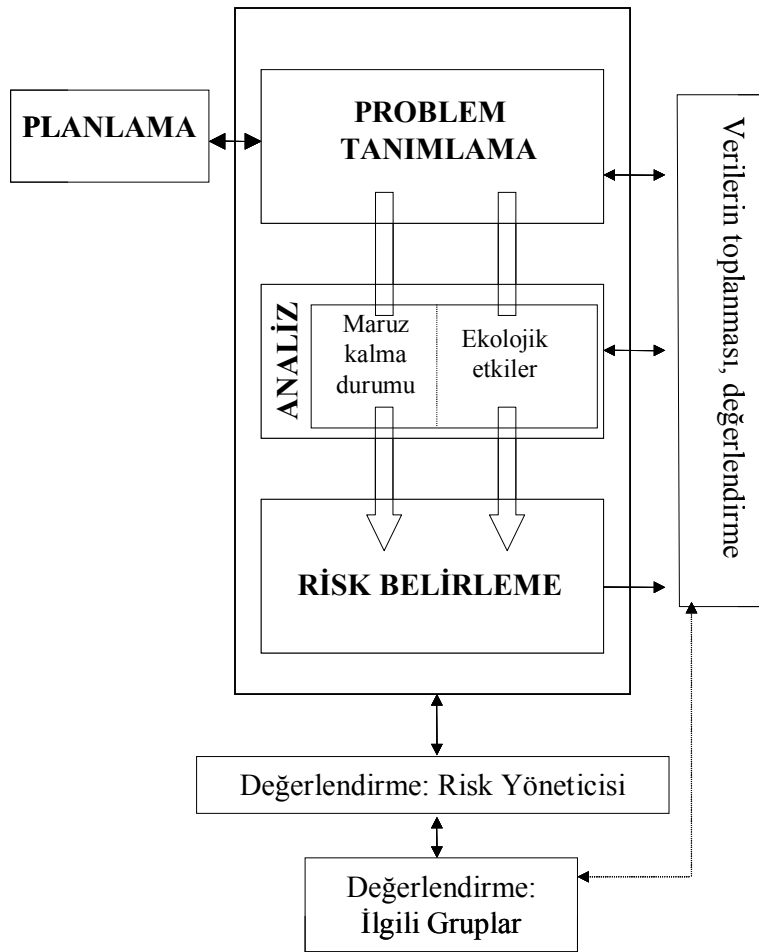 PLANLAMA
PROBLEM
TANIMLAMA
ANALİZ
Maruz
kalma
durumu
Ekolojik
etkiler
RİSK BELİRLEME
Verilerin toplanması, değerlendirme
Değerlendirme: Risk Yöneticisi
Değerlendirme:
İlgili Gruplar